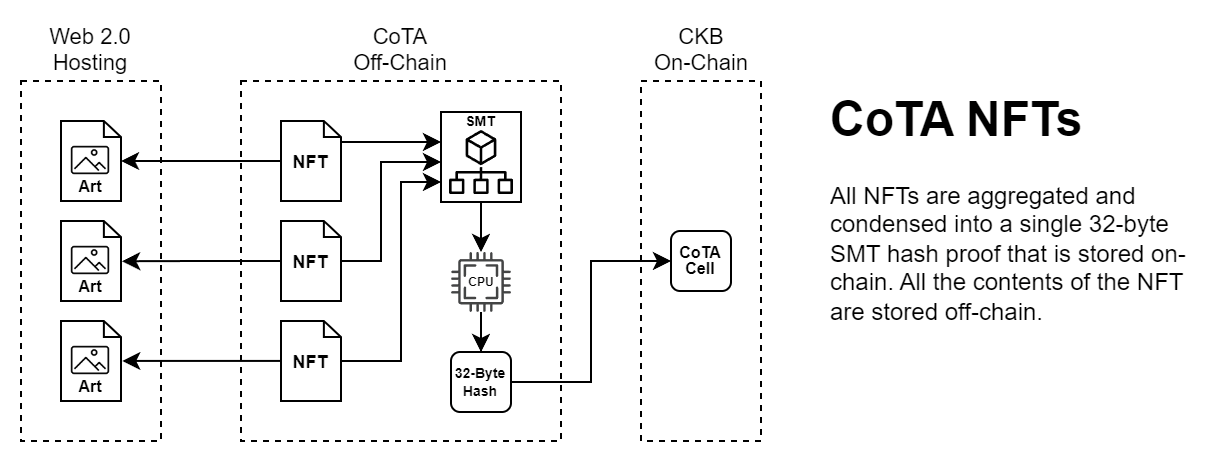 Web 2.0
Hosting
CoTA
Off-Chain
CKB
On-Chain
Art
Art
Art
NFT
NFT
NFT
SMT
CPU
32-Byte
Hash
CoTA
Cell
CoTA NFTs
All NFTs are aggregated and
condensed into a single 32-byte
SMT hash proof that is stored on-
chain. All the contents of the NFT
are stored off-chain.